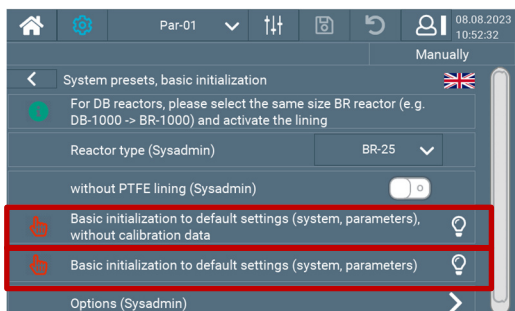 Par-01
08.08.2023
10:52:32
Manually
System presets, basic initialization
For DB reactors, please select the same size BR reactor (e.g.
DB-1000 -> BR-1000) and activate the lining
Reactor type (Sysadmin)
BR-25
without PTFE lining (Sysadmin)
Basic initialization to default settings (system, parameters),
without calibration data
Basic initialization to default settings (system, parameters)
Options (Sysadmin)